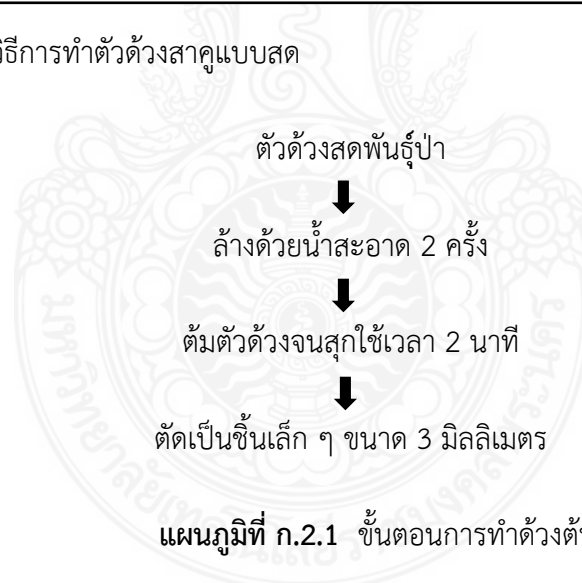 วิธีการทำตัวด้วงสาคูแบบสด
ตัวด้วงสดพันธุ์ป่า
ล้างด้วยน้ำสะอาด 2 ครั้ง
ต้มตัวด้วงจนสุกใช้เวลา 2 นาที
ตัดเป็นชิ้นเล็ก ๆ ขนาด 3 มิลลิเมตร
แผนภูมิที่ ก.2.1 ขั้นตอนการทำด้วงต้ม